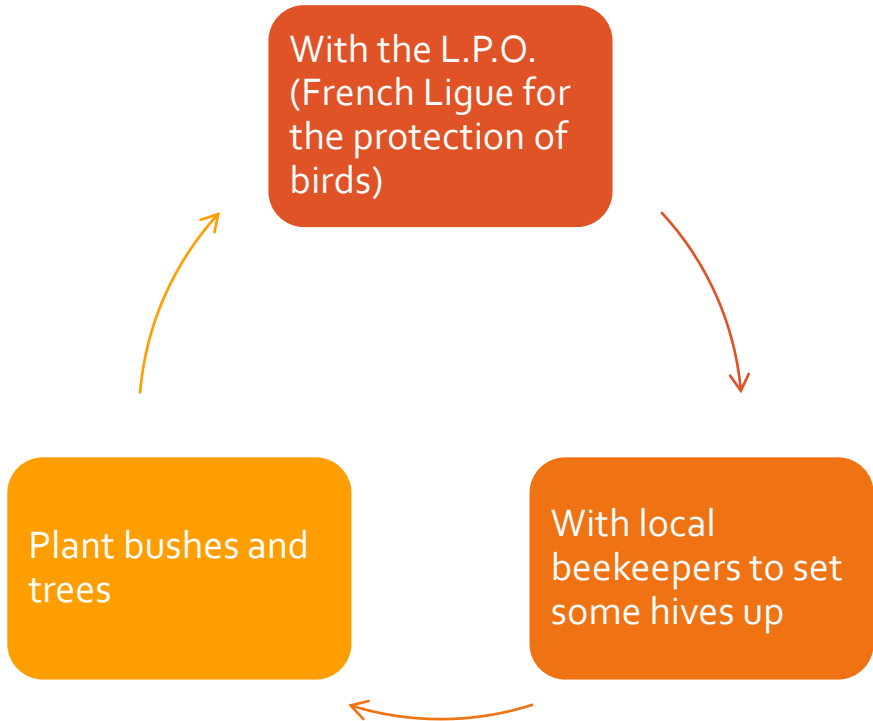 With the L.P.O.
(French Ligue for
the protection of
birds)
With local
beekeepers to set
some hives up
Plant bushes and
trees